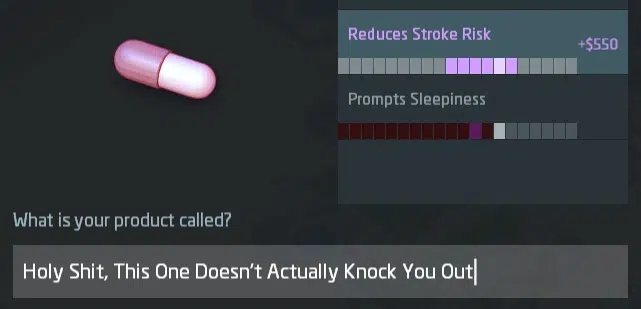 Reduces Stroke Risk
+$550
Prompts Sleepiness
What is your product called?
Holy Shit, This One Doesn't Actually Knock You Out